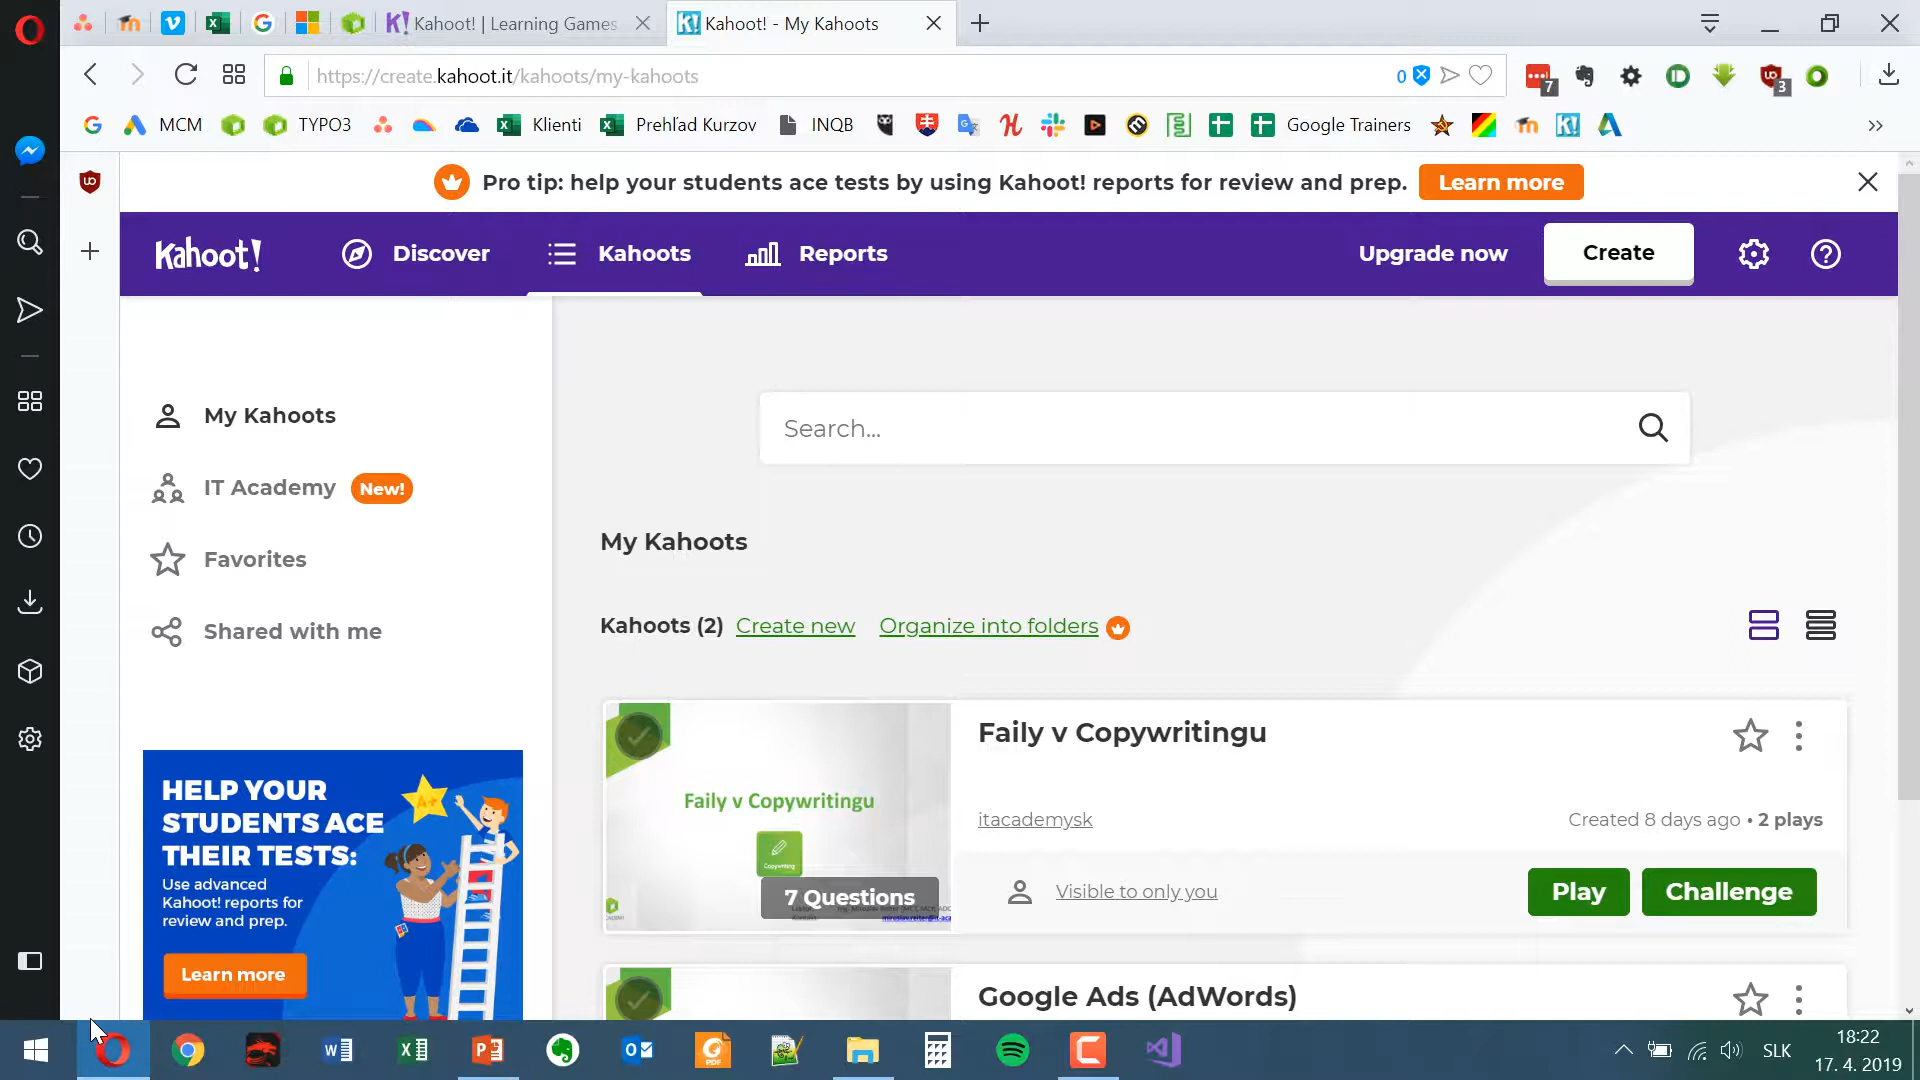 Kahoot! | Learning Games
Kahoot! - My Kahoots
https://create.kahoot.it/kahoots/my-kahoots
0
7
3
MCM
TYPO3
Klienti
Prehľad Kurzov
INQB
Google Trainers
Pro tip: help your students ace tests by using Kahoot! reports for review and prep.
Learn more
Kahoot!
Discover
Kahoots
Reports
Upgrade now
Create
My Kahoots
IT Academy
New!
Favorites
Shared with me
HELP YOUR
STUDENTS ACE
THEIR TESTS:
Use advanced
Kahoot! reports for
review and prep.
Learn more
A+
Search...
My Kahoots
Kahoots (2)
Create new
Organize into folders
Faily v Copywritingu
Copywriting
7 Questions
Faily v Copywritingu
itacademysk
Created 8 days ago • 2 plays
Visible to only you
Play
Challenge
Google Ads (AdWords)
SLK
18:22
17. 4. 2019